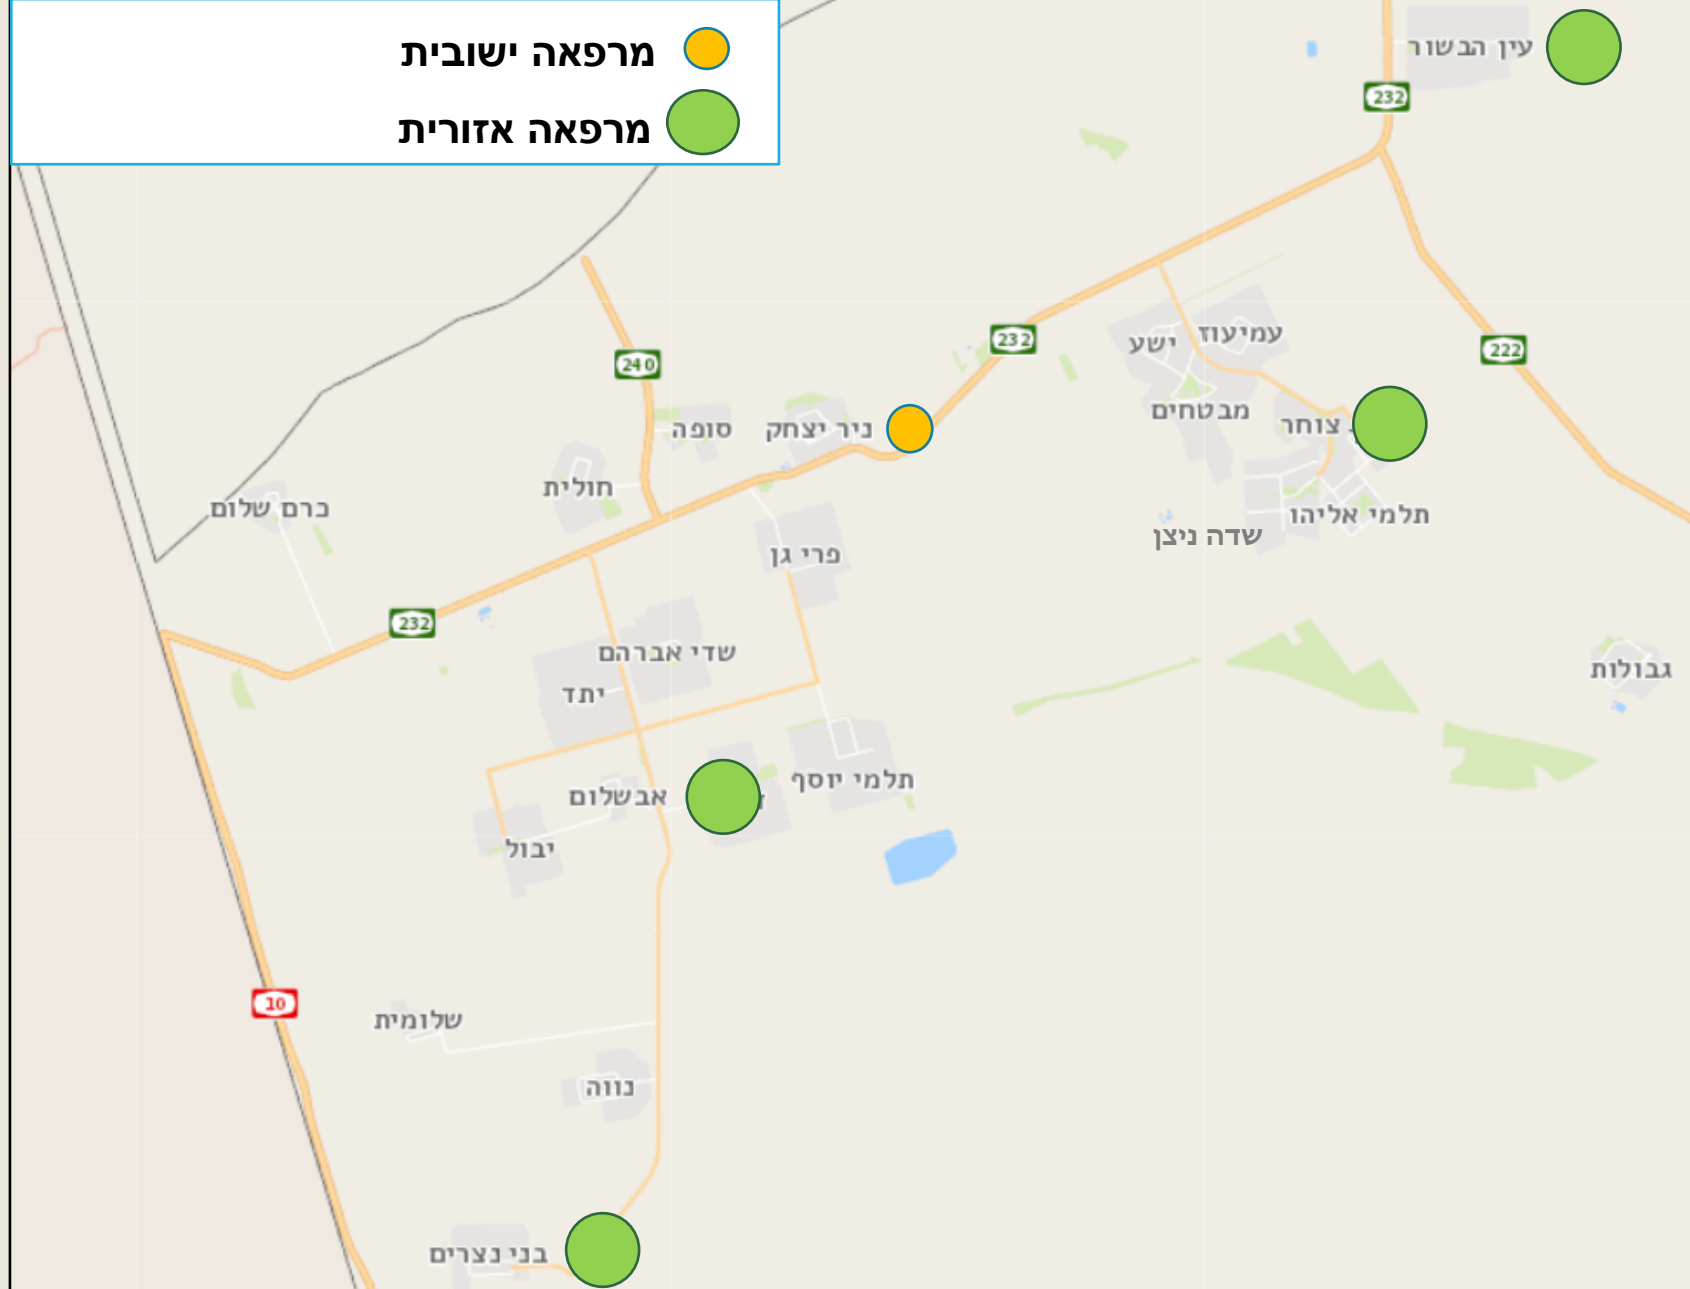 מרפאה ישובית
מרפאה אזורית
עין הבשור
232
עמיעוז
ישע
232
222
240
מבטחים
צוחר
סופה
ניר יצחק
חולית
כרם שלום
תלמי אליהו
שדה ניצן
פרי גן
232
שדי אברהם
גבולות
יתד
תלמי יוסף
אבשלום
יבול
10
שלומית
נווה
בני נצרים